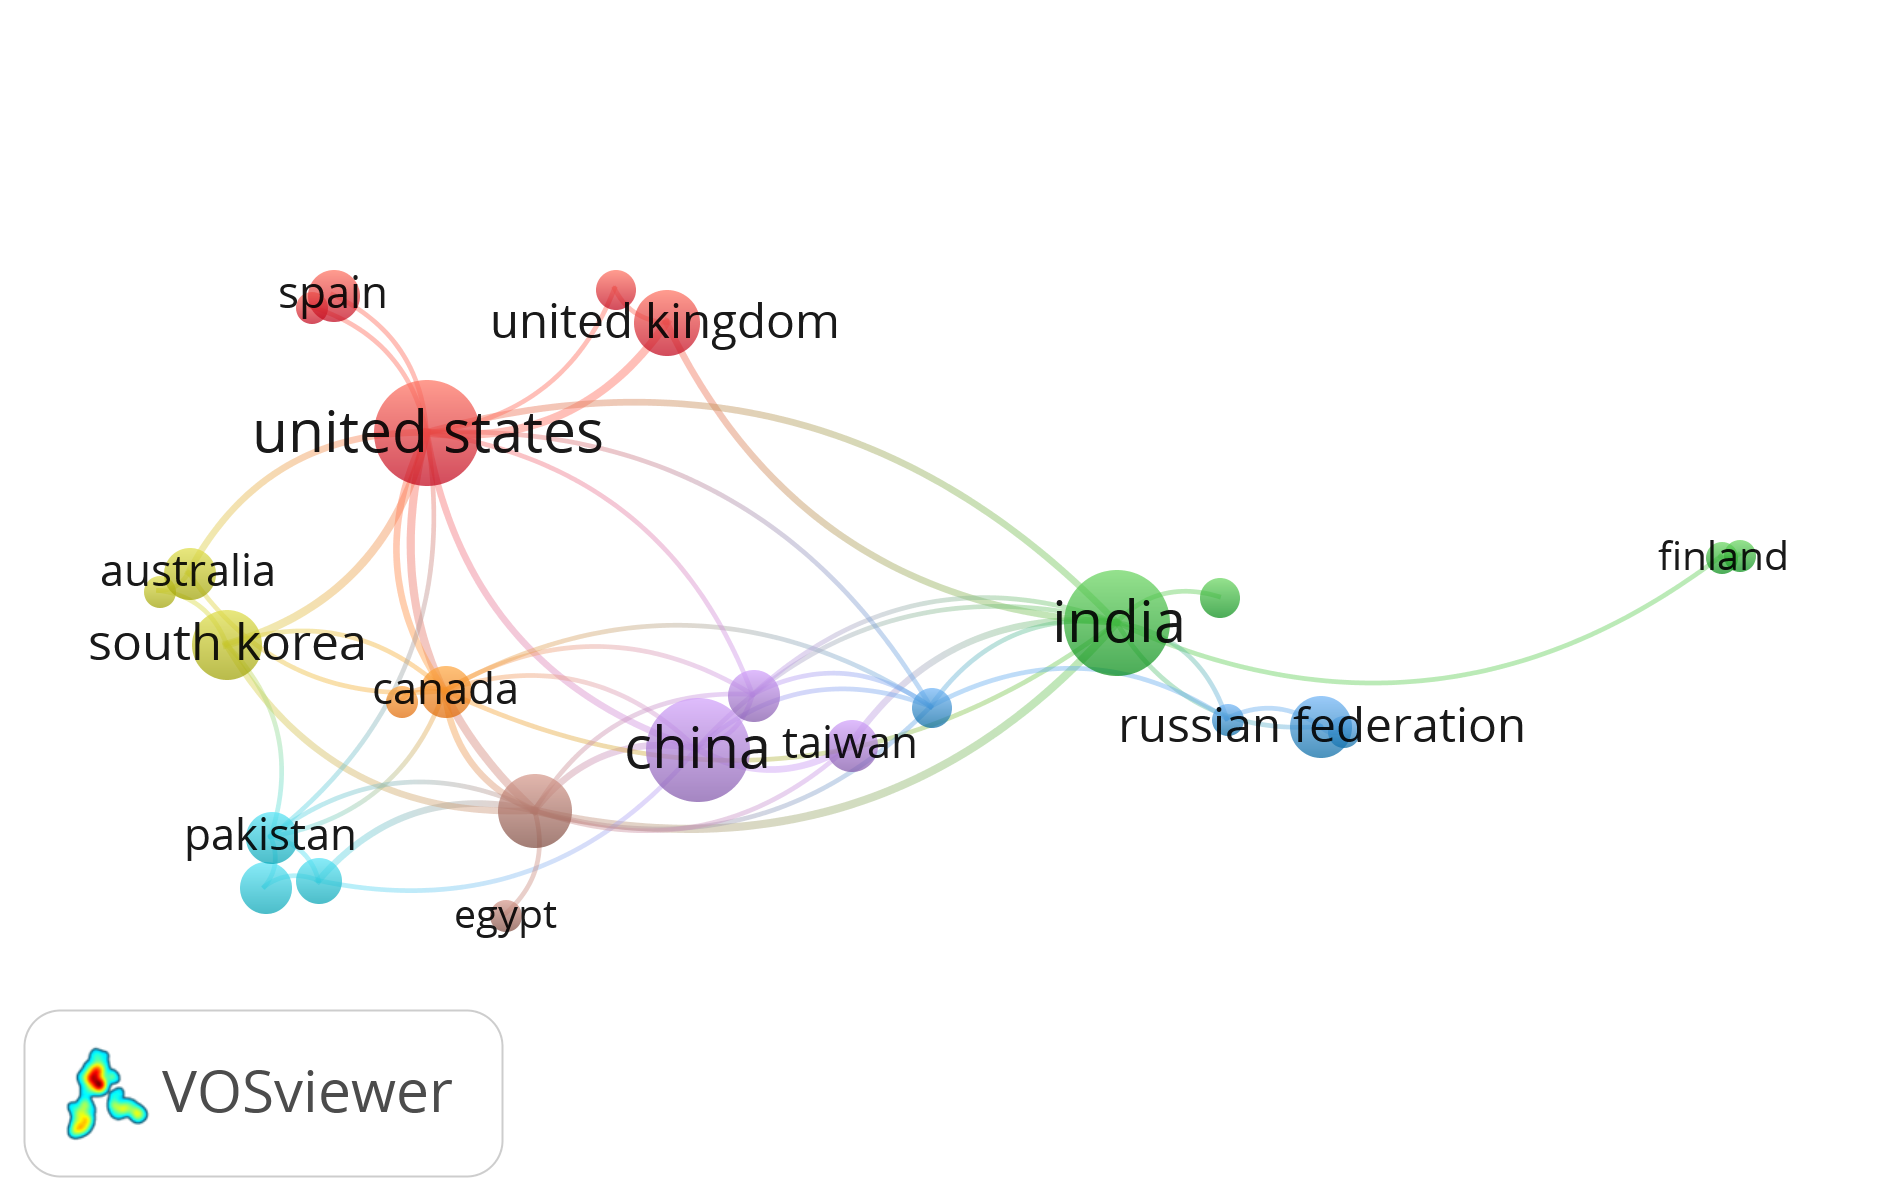 spain
united kingdom
united states
australia
finland
south korea
india
canada
russian federation
china
taiwan
pakistan
egypt
VOSviewer